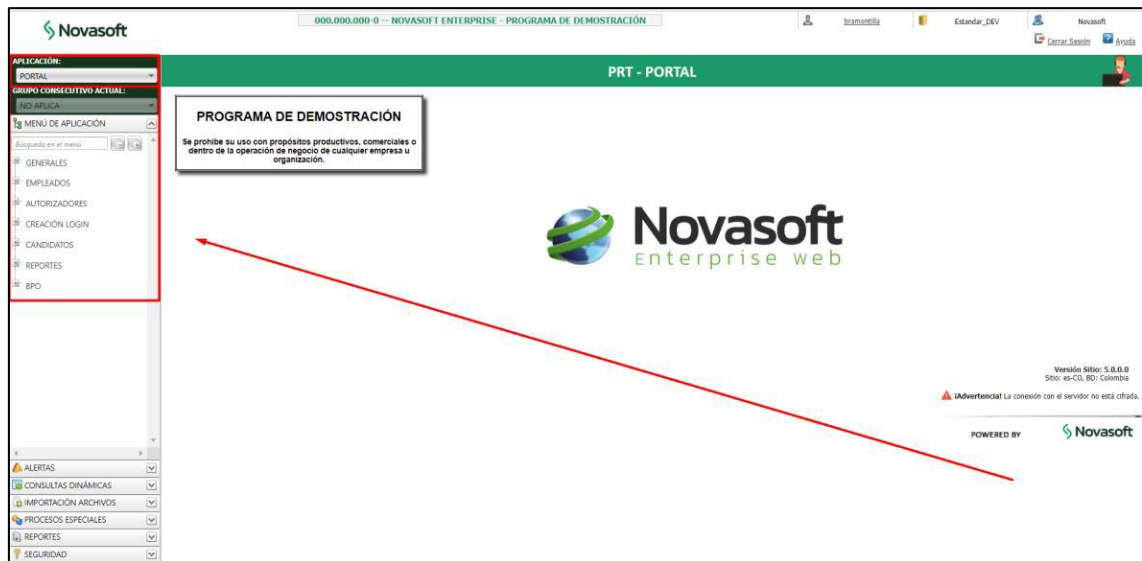 Novasoft
000.000.000-0 -- NOVASOFT ENTERPRISE - PROGRAMA DE DEMOSTRACIÓN
bramontilla
Estandar_DEV
Novasoft
Cerrar Sesión
Ayuda
APLICACIÓN:
PORTAL
PRT - PORTAL
GRUPO CONSECUTIVO ACTUAL:
NO APLICA
MENÚ DE APLICACIÓN
Búsqueda en el menú
GENERALES
EMPLEADOS
AUTORIZADORES
CREACIÓN LOGIN
CANDIDATOS
REPORTES
BPO
PROGRAMA DE DEMOSTRACIÓN
Se prohibe su uso con propósitos productivos, comerciales o
dentro de la operación de negocio de cualquier empresa u
organización.
Novasoft
Enterprise web
Versión Sitio: 5.0.0.0
Sitio: es-CO, BD: Colombia
¡Advertencia! La conexión con el servidor no está cifrada.
POWERED BY
Novasoft
ALERTAS
CONSULTAS DINÁMICAS
IMPORTACIÓN ARCHIVOS
PROCESOS ESPECIALES
REPORTES
SEGURIDAD